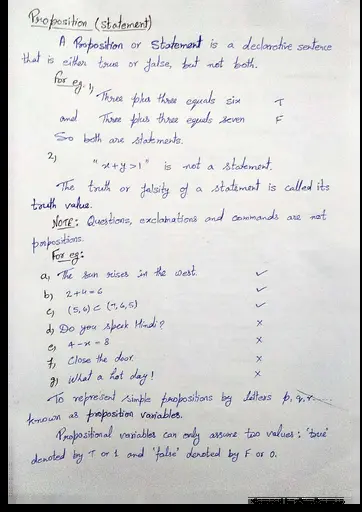 Proposition (statement)
A Proposition or Statement is a declarative sentence
that is either true or false, but not both.
For eg. 1)
Three plus three equals six T
and Three plus three equals seven F
So both are statements.
2)
"x+y>1" is not a statement.
The truth or falsity of a statement is called its
truth value.
NOTE: Questions, exclamations and commands are not
porpositions.
For eg:
a, The sun rises in the west. ✓
b) 2+4=6 ✓
c, (5,6) ⊂ (7,6,5) ✓
d) Do you speak Hindi? ×
e, 4-x=8 ×
f, Close the door ×
g) What a hot day! ×
To represent simple propositions by letters p, q, r...
known as proposition variables.
Propositional variables can only assume two values: 'true'
denoted by T or 1 and 'false' denoted by F or 0.